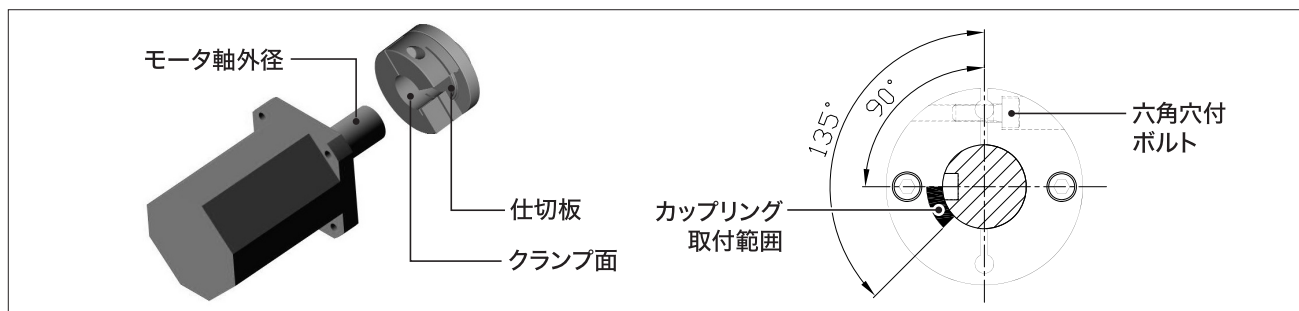 モータ軸外径
仕切板
クランプ面
135°
90°
六角穴付
ボルト
カップリング
取付範囲